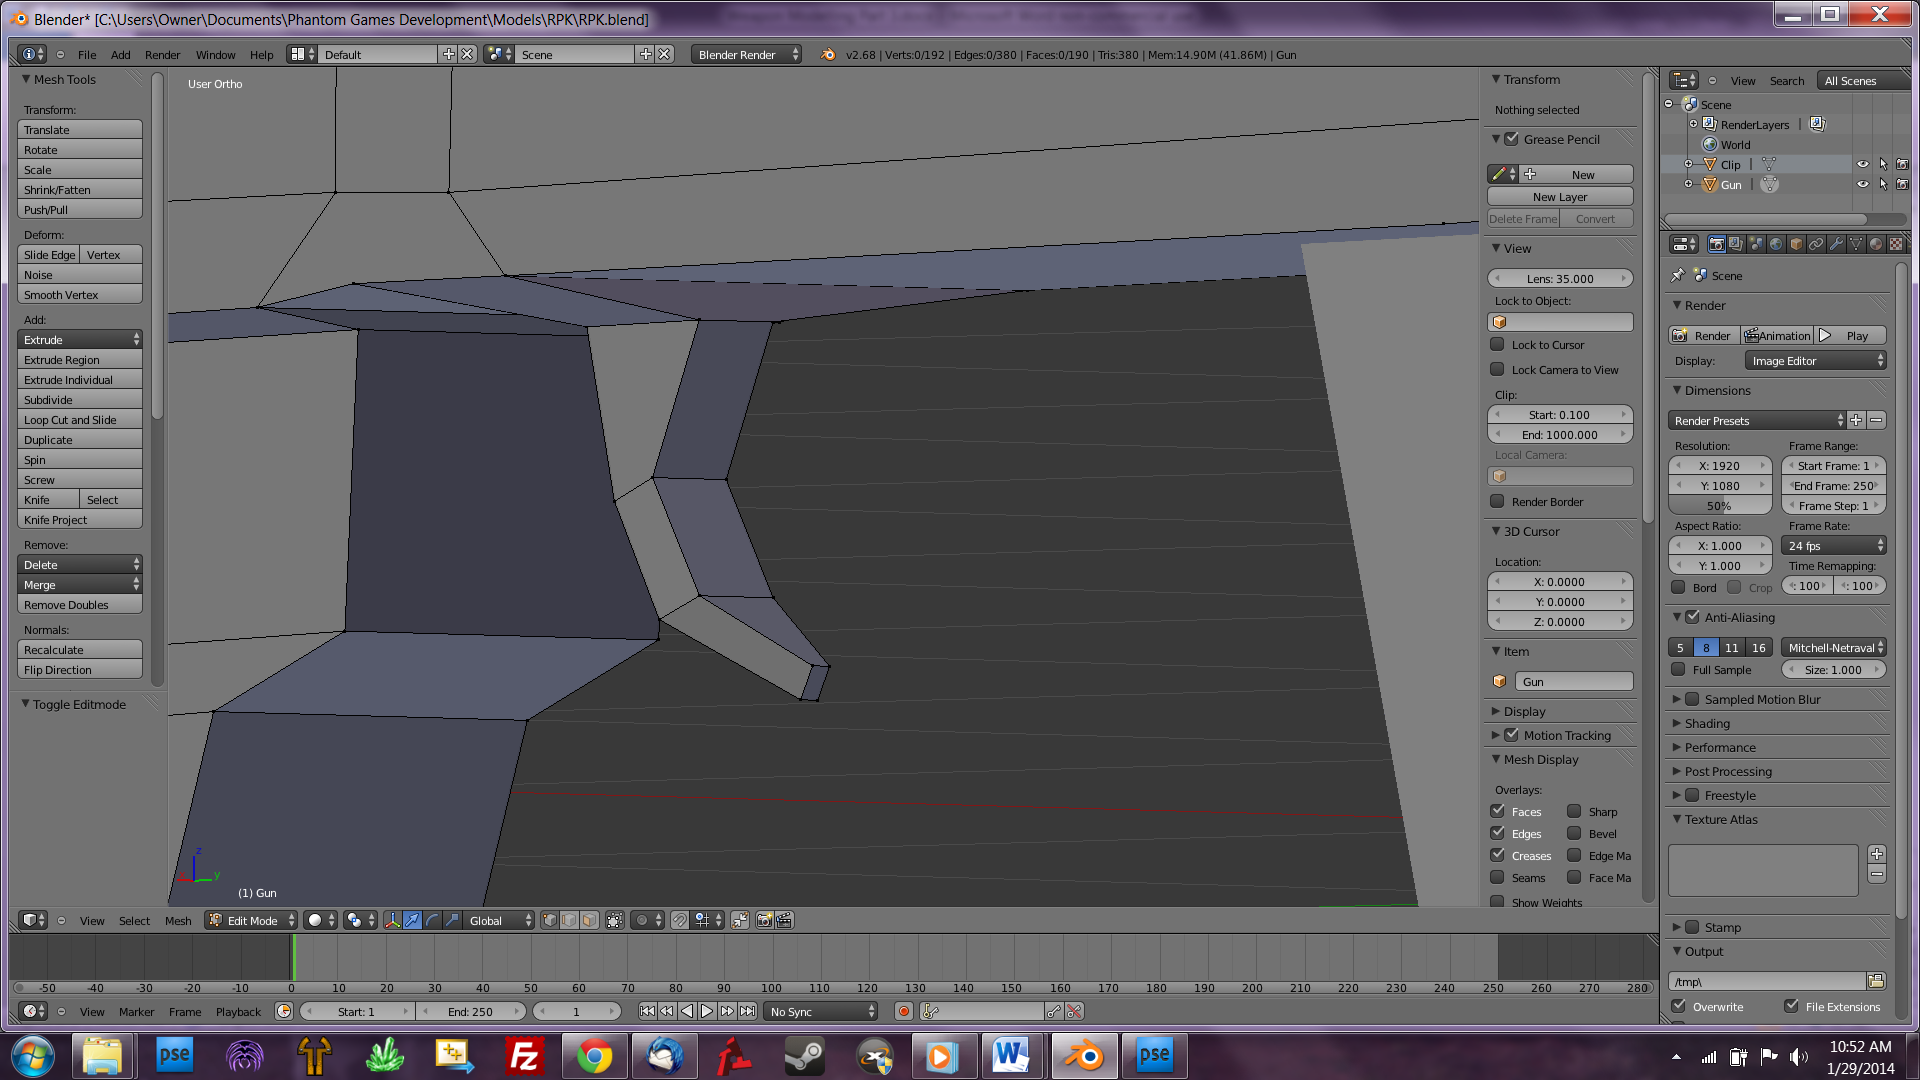 Blender* [C:\Users\Owner\Documents\Phantom Games Development\Models\RPK\RPK.blend]
File Add Render Window Help Default Scene Blender Render v2.68 | Verts:0/192 | Edges:0/380 | Faces:0/190 | Tris:380 | Mem:14.90M (41.86M) | Gun
Mesh Tools
Transform:
Translate
Rotate
Scale
Shrink/Fatten
Push/Pull
Deform:
Slide Edge Vertex
Noise
Smooth Vertex
Add:
Extrude
Extrude Region
Extrude Individual
Subdivide
Loop Cut and Slide
Duplicate
Spin
Screw
Knife Select
Knife Project
Remove:
Delete
Merge
Remove Doubles
Normals:
Recalculate
Flip Direction
Toggle Editmode
User Ortho
z
y
(1) Gun
Transform
Nothing selected
Grease Pencil
New
New Layer
Delete Frame Convert
View
Lens: 35.000
Lock to Object:
Lock to Cursor
Lock Camera to View
Clip:
Start: 0.100
End: 1000.000
Local Camera:
Render Border
3D Cursor
Location:
X: 0.0000
Y: 0.0000
Z: 0.0000
Item
Gun
Display
Motion Tracking
Mesh Display
Overlays:
Faces Sharp
Edges Bevel
Creases Edge Ma
Seams Face Ma
Show Weights
View Search All Scenes
Scene
RenderLayers |
World
Clip |
Gun |
Scene
Render
Render Animation Play
Display: Image Editor
Dimensions
Render Presets
Resolution: Frame Range:
X: 1920 Start Frame: 1
Y: 1080 End Frame: 250
50% Frame Step: 1
Aspect Ratio: Frame Rate:
X: 1.000 24 fps
Y: 1.000 Time Remapping:
Bord Crop : 100 : 100
Anti-Aliasing
5 8 11 16 Mitchell-Netraval
Full Sample Size: 1.000
Sampled Motion Blur
Shading
Performance
Post Processing
Freestyle
Texture Atlas
Stamp
Output
/tmp\
Overwrite File Extensions
View Select Mesh Edit Mode Global
-50 -40 -30 -20 -10 0 10 20 30 40 50 60 70 80 90 100 110 120 130 140 150 160 170 180 190 200 210 220 230 240 250 260 270 280
View Marker Frame Playback Start: 1 End: 250 1 No Sync
pse Fz W pse
10:52 AM
1/29/2014